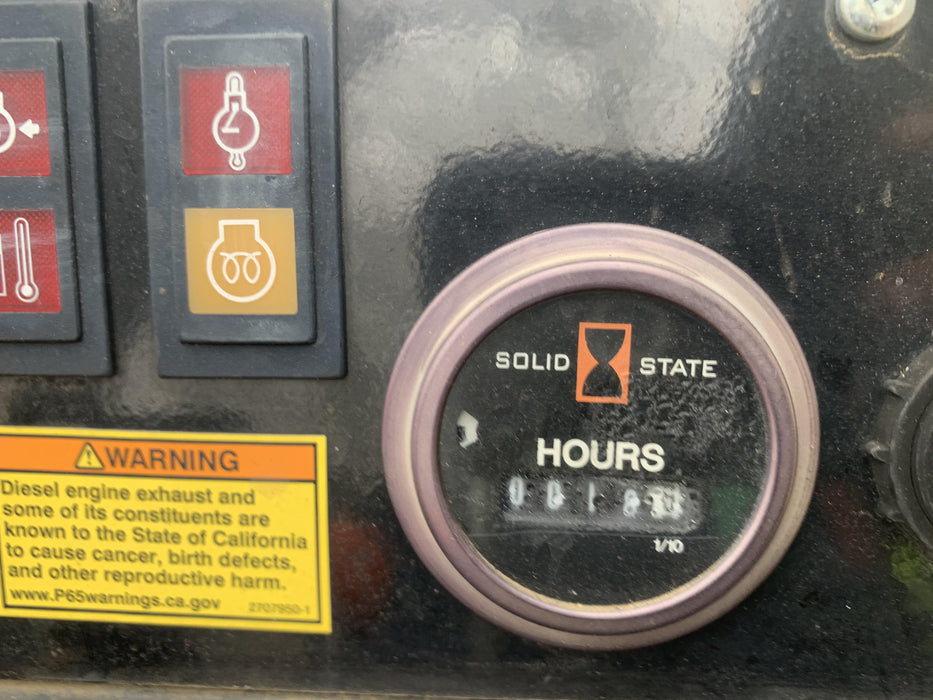 SOLID STATE
HOURS
1/10
WARNING
Diesel engine exhaust and
some of its constituents are
known to the State of California
to cause cancer, birth defects,
and other reproductive harm.
www.P65warnings.ca.gov 2707950-1